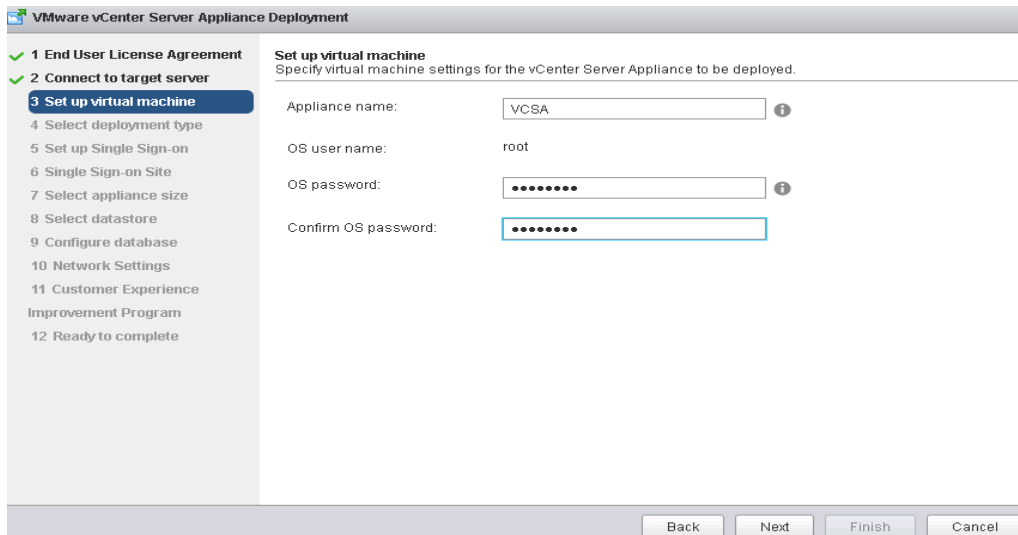 VMware vCenter Server Appliance Deployment
1 End User License Agreement
2 Connect to target server
3 Set up virtual machine
4 Select deployment type
5 Set up Single Sign-on
6 Single Sign-on Site
7 Select appliance size
8 Select datastore
9 Configure database
10 Network Settings
11 Customer Experience
Improvement Program
12 Ready to complete
Set up virtual machine
Specify virtual machine settings for the vCenter Server Appliance to be deployed.
Appliance name: VCSA
OS user name: root
OS password: ••••••••
Confirm OS password: ••••••••
Back Next Finish Cancel